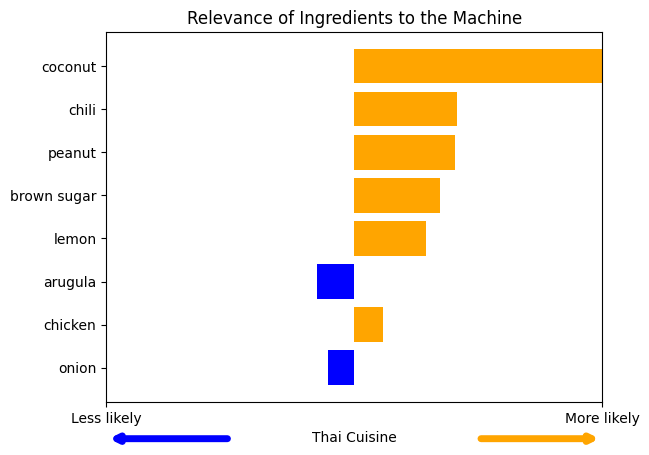 Relevance of Ingredients to the Machine
coconut
chili
peanut
brown sugar
lemon
arugula
chicken
onion
Less likely
More likely
Thai Cuisine